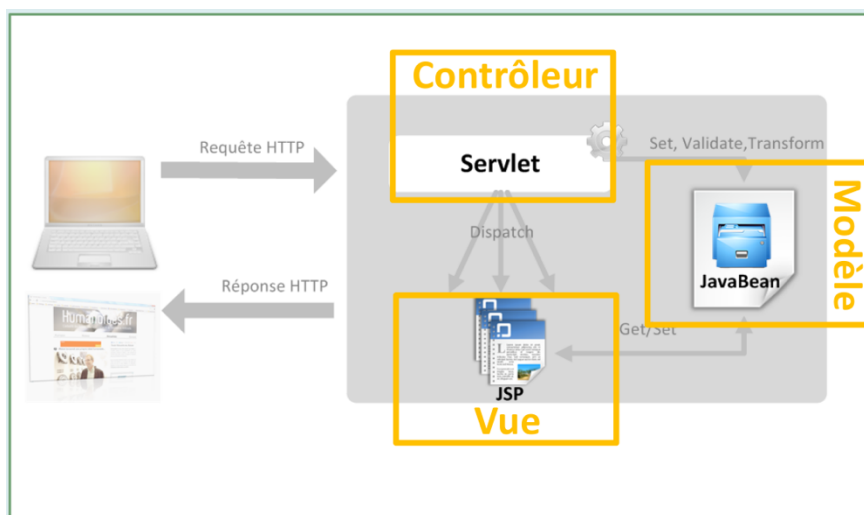 Contrôleur
Requête HTTP
Servlet
Set, Validate,Transform
Dispatch
Modèle
JavaBean
Réponse HTTP
Get/Set
JSP
Vue